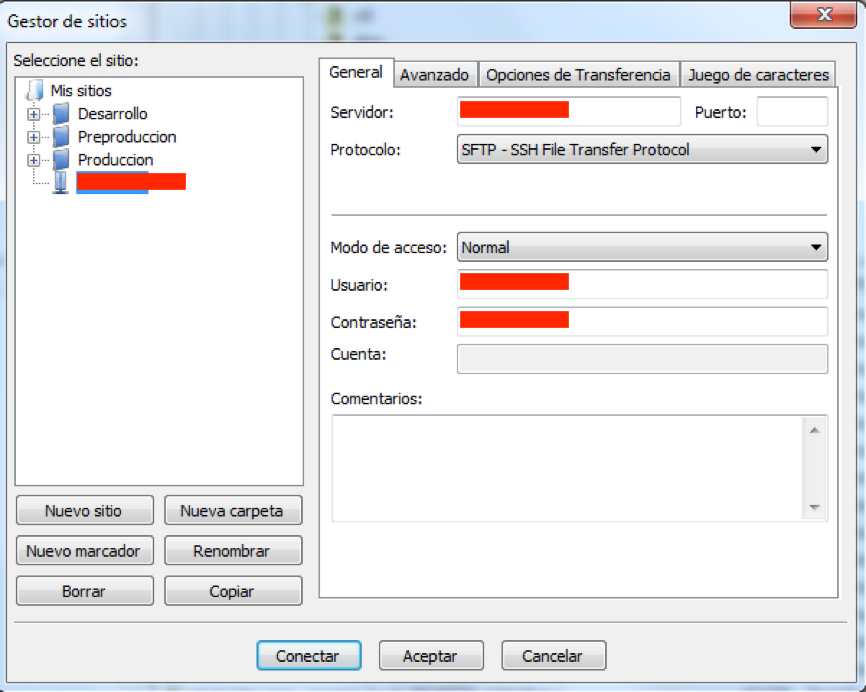 Gestor de sitios
Seleccione el sitio:
Mis sitios
Desarrollo
Preproduccion
Produccion
Nuevo sitio
Nueva carpeta
Nuevo marcador
Renombrar
Borrar
Copiar
General
Avanzado
Opciones de Transferencia
Juego de caracteres
Servidor:
Puerto:
Protocolo:
SFTP - SSH File Transfer Protocol
Modo de acceso:
Normal
Usuario:
Contraseña:
Cuenta:
Comentarios:
Conectar
Aceptar
Cancelar